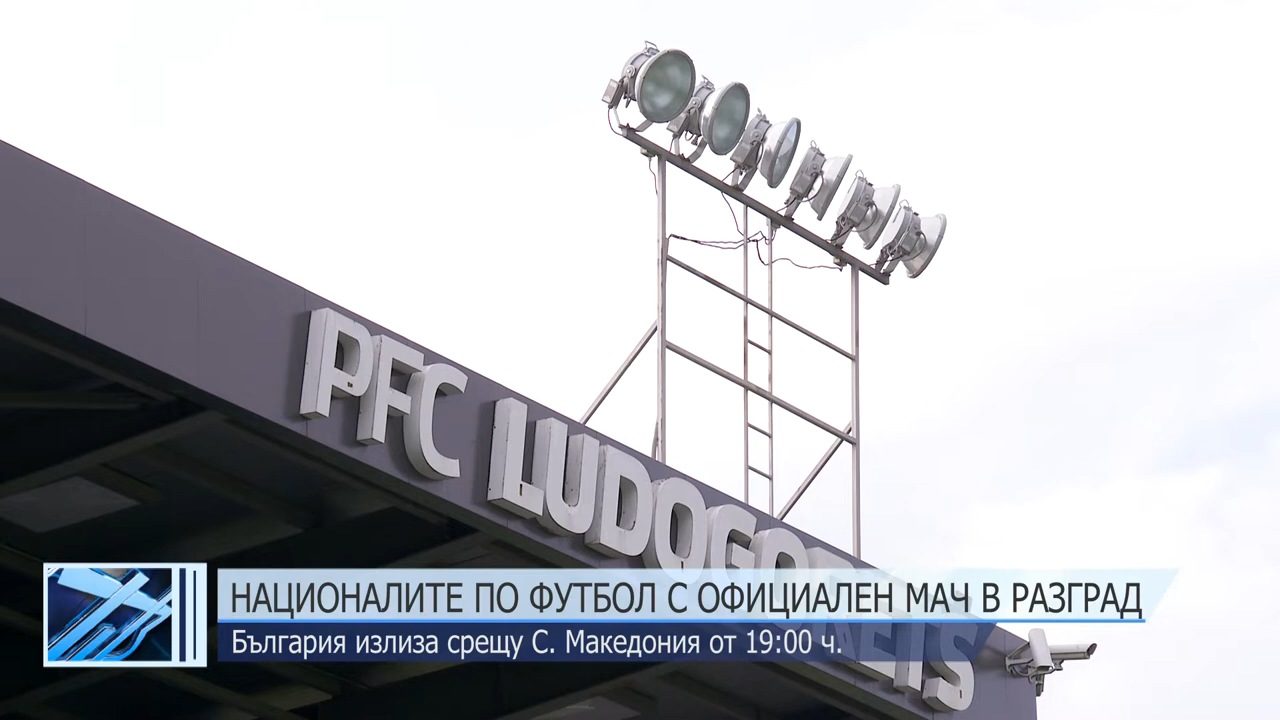 PFC LUDOGORETS
НАЦИОНАЛИТЕ ПО ФУТБОЛ С ОФИЦИАЛЕН МАЧ В РАЗГРАД
България излиза срещу С. Македония от 19:00 ч.